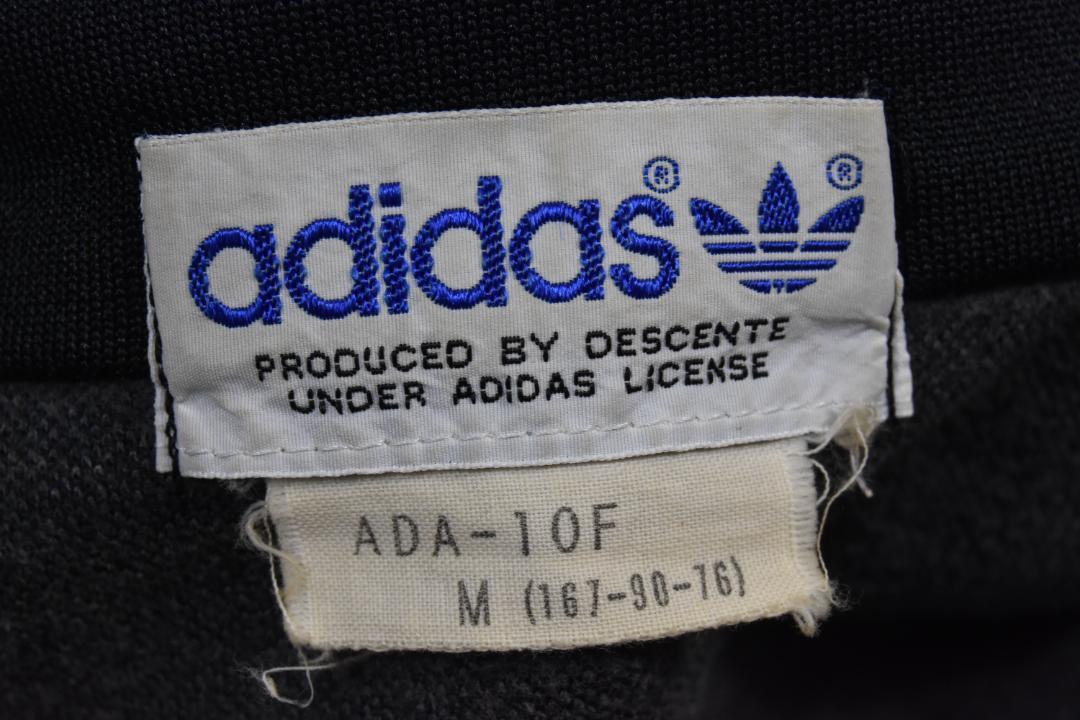 adidas®
®
PRODUCED BY DESCENTE
UNDER ADIDAS LICENSE
ADA-10F
M (167-90-76)